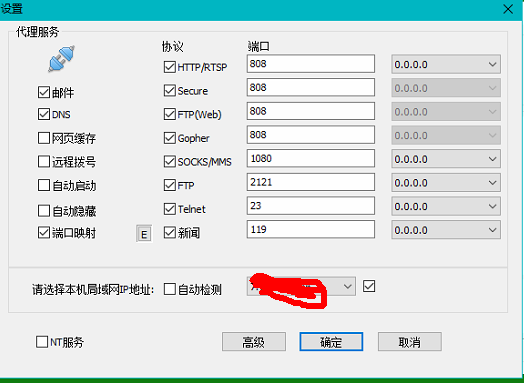 设置
代理服务
协议
端口
HTTP/RTSP
808
0.0.0.0
Secure
808
0.0.0.0
邮件
DNS
FTP(Web)
808
0.0.0.0
网页缓存
Gopher
808
0.0.0.0
远程拨号
SOCKS/MMS
1080
0.0.0.0
自动启动
FTP
2121
0.0.0.0
自动隐藏
Telnet
23
0.0.0.0
端口映射
E
新闻
119
0.0.0.0
请选择本机局域网IP地址:
自动检测
NT服务
高级
确定
取消